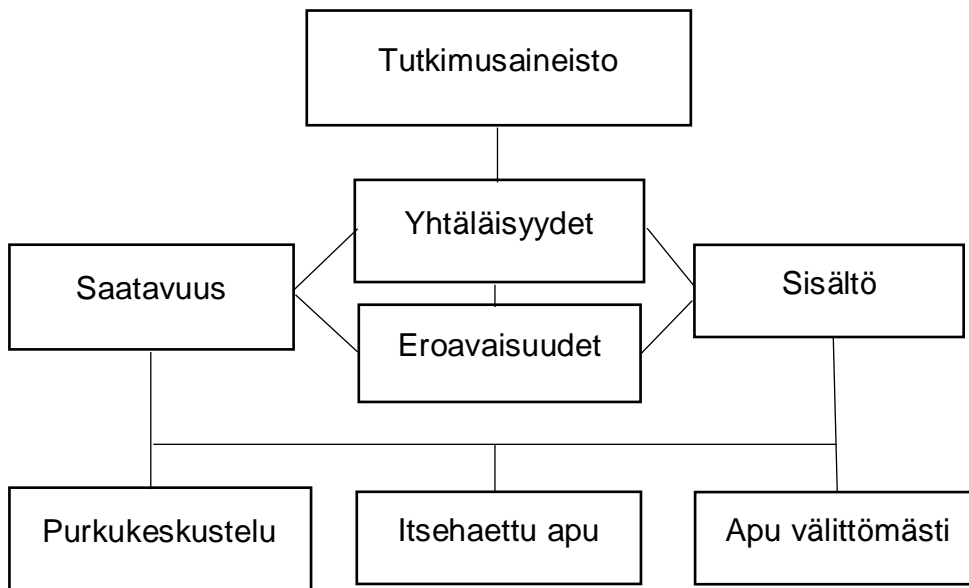 Tutkimusaineisto
Yhtäläisyydet
Saatavuus
Sisältö
Eroavaisuudet
Purkukeskustelu
Itsehaettu apu
Apu välittömästi